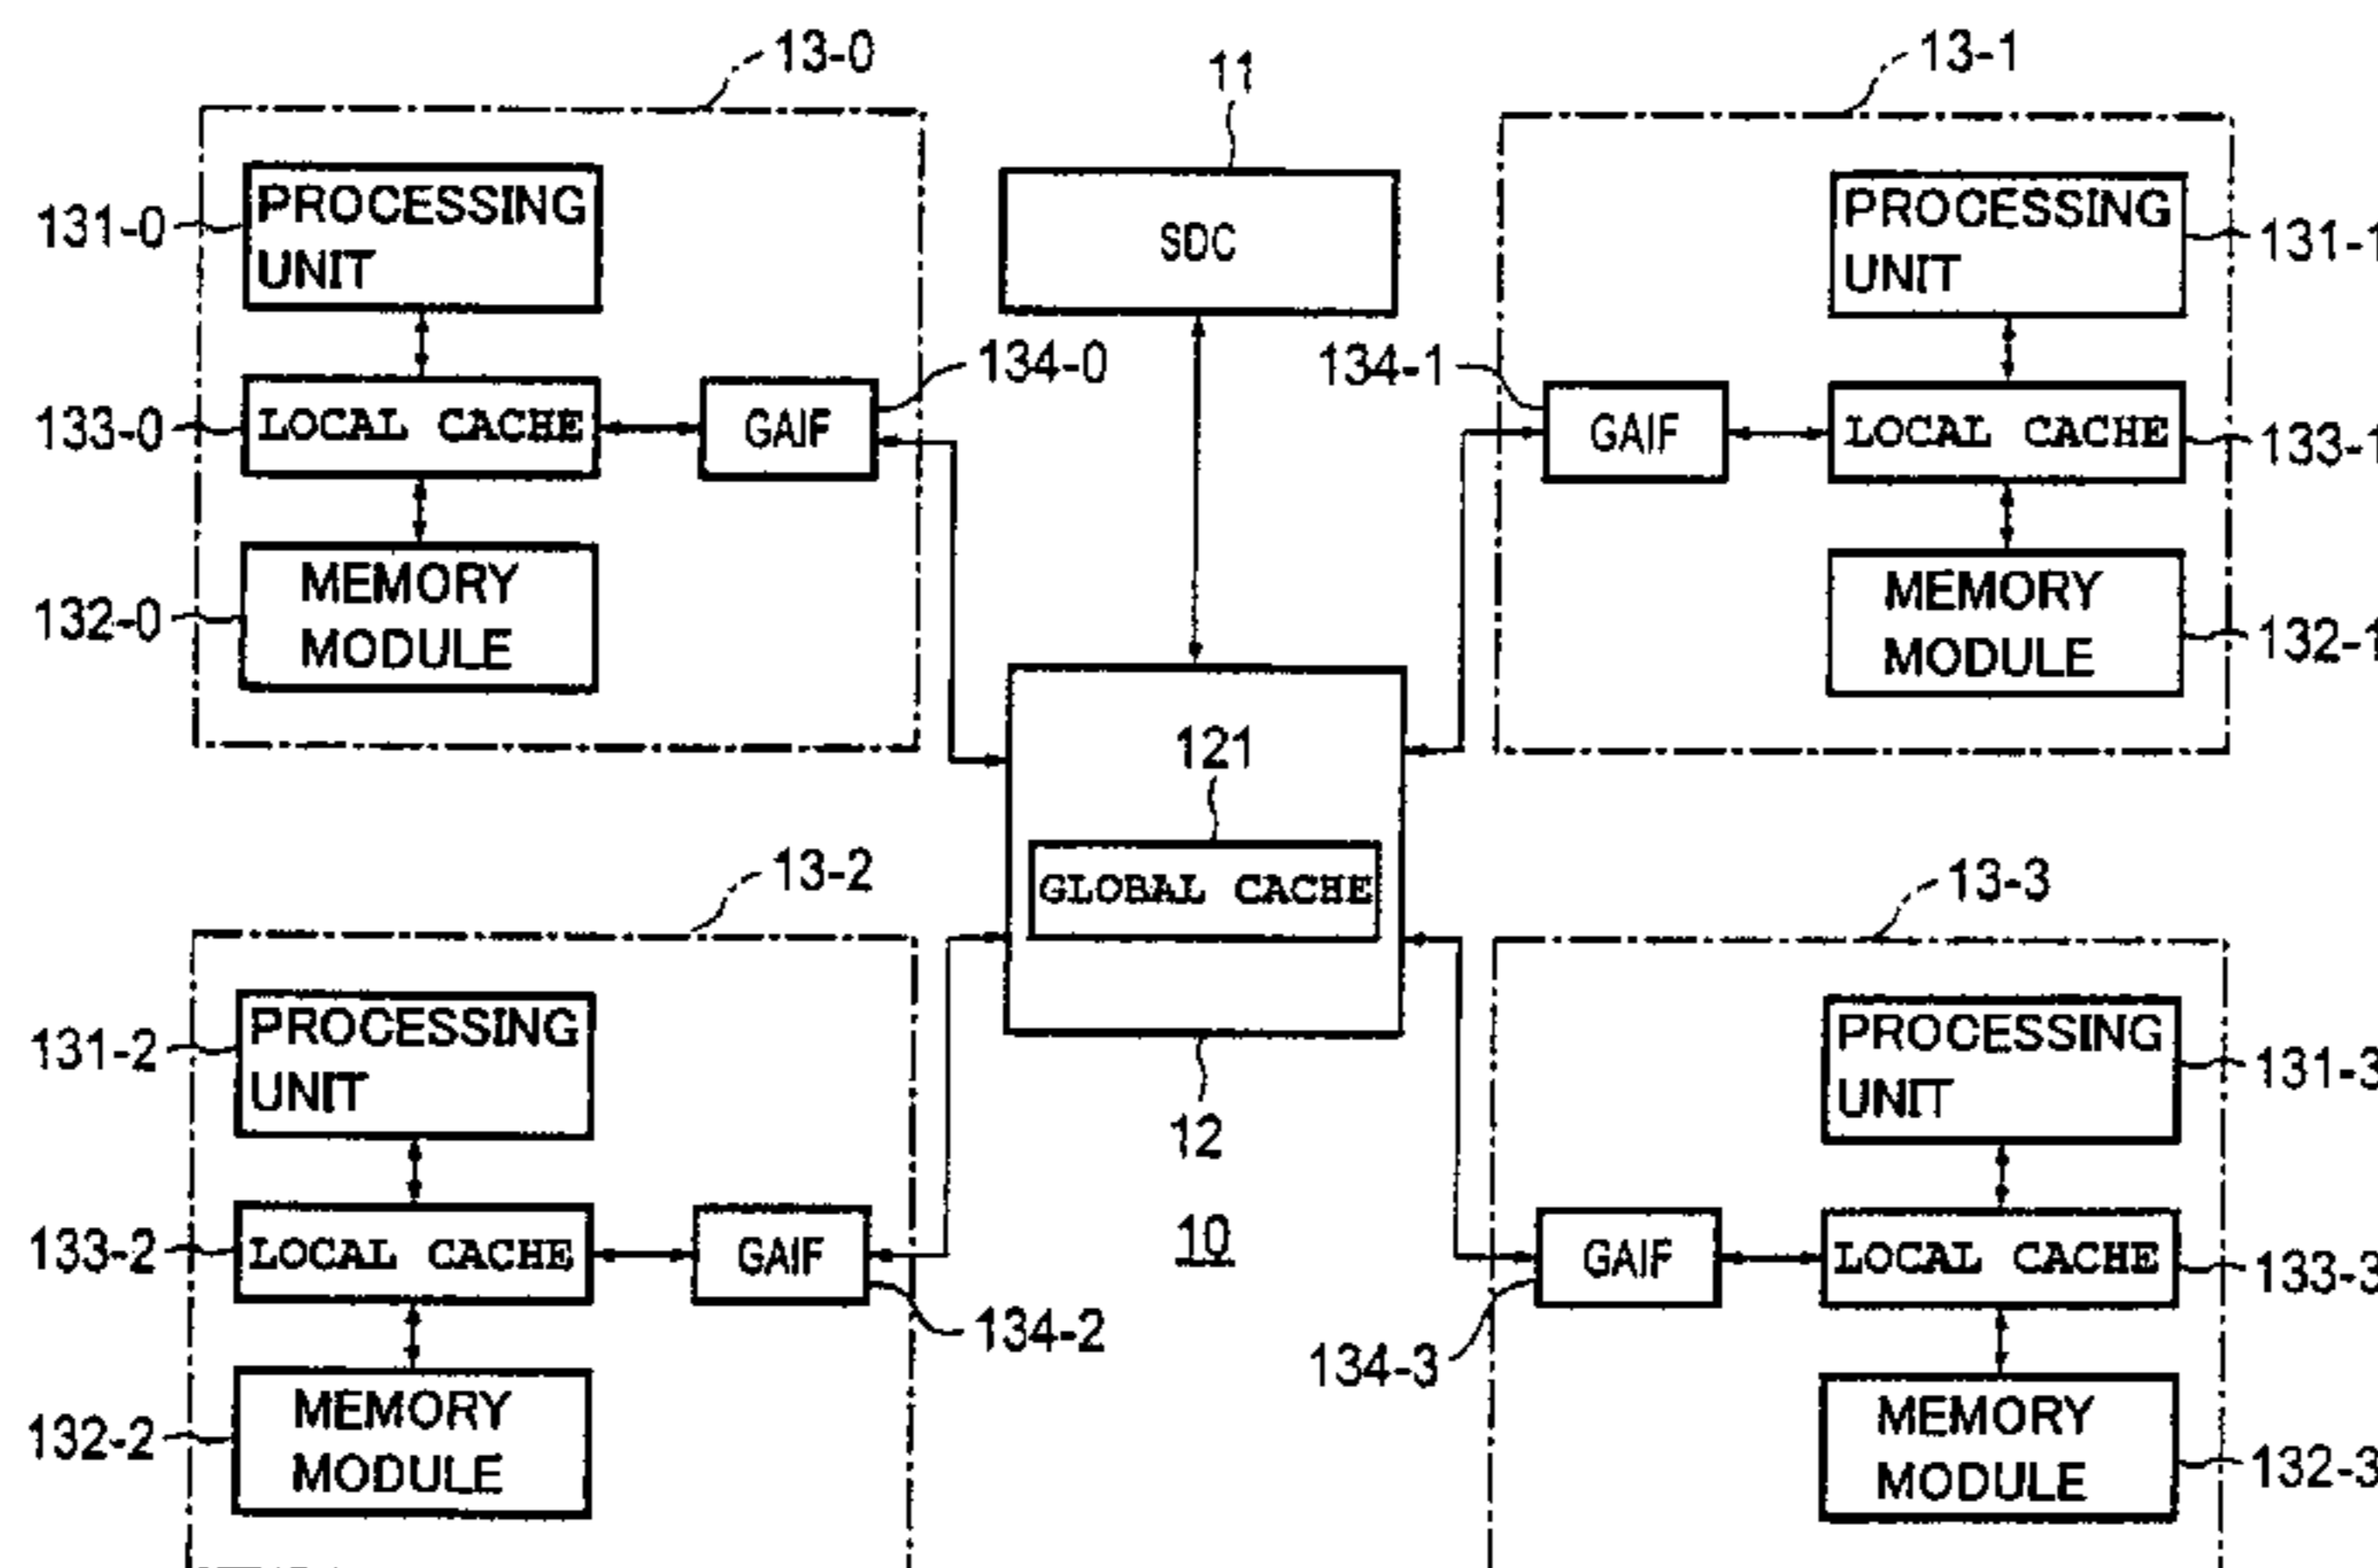 13-0
131-0
PROCESSING
UNIT
133-0
LOCAL CACHE
GAIF
134-0
132-0
MEMORY
MODULE
11
SDC
13-1
PROCESSING
UNIT
131-1
134-1
GAIF
LOCAL CACHE
133-1
MEMORY
MODULE
132-1
121
GLOBAL CACHE
12
10
13-2
131-2
PROCESSING
UNIT
133-2
LOCAL CACHE
GAIF
134-2
132-2
MEMORY
MODULE
13-3
PROCESSING
UNIT
131-3
GAIF
134-3
LOCAL CACHE
133-3
MEMORY
MODULE
132-3